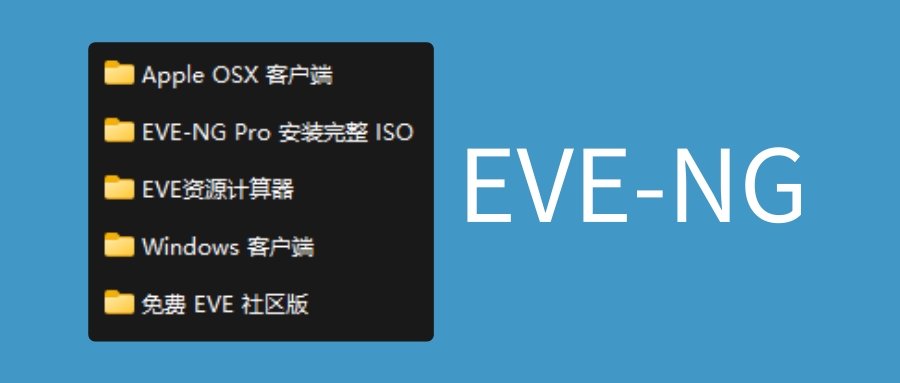 Apple OSX 客户端
EVE-NG Pro 安装完整 ISO
EVE资源计算器
Windows 客户端
免费 EVE 社区版
EVE-NG